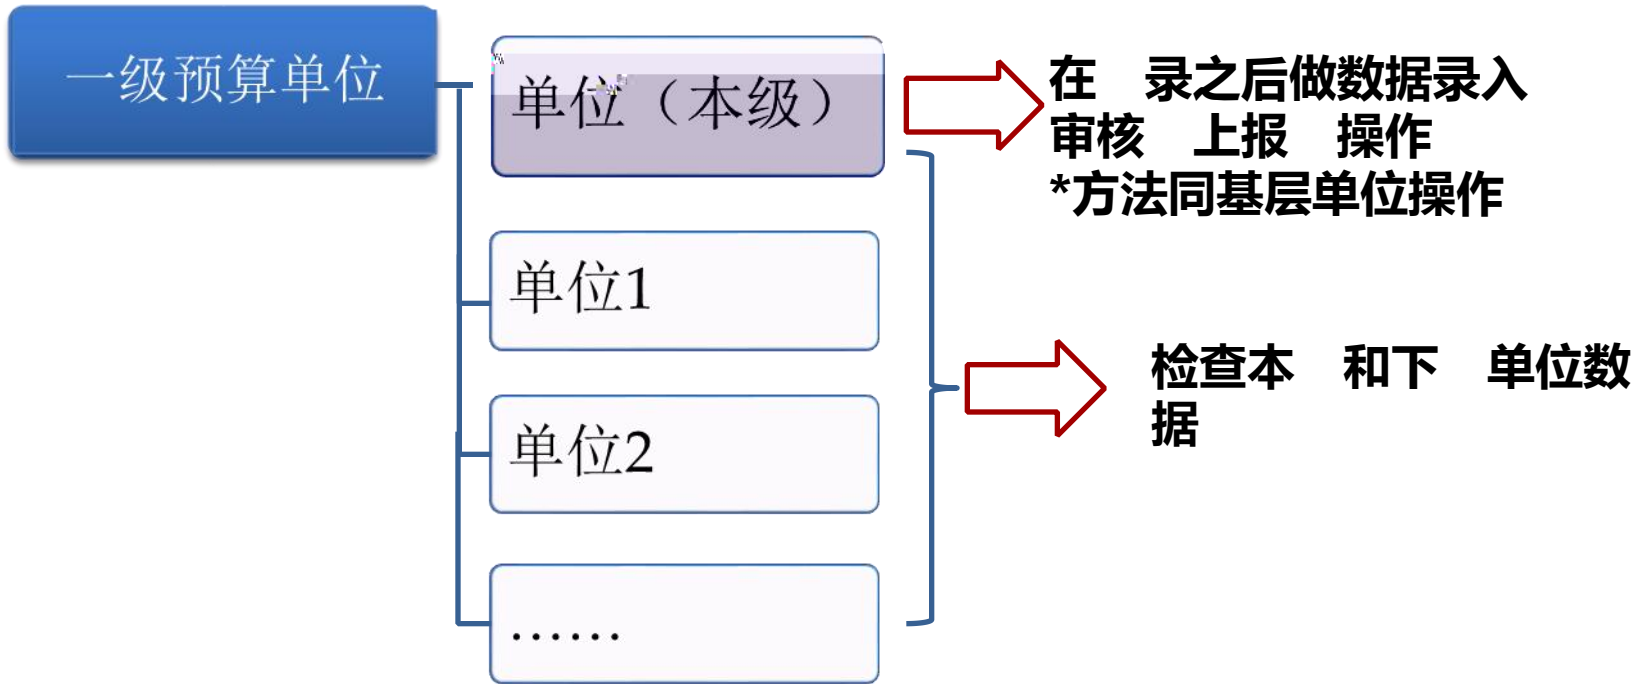 一级预算单位
单位（本级）
在 录之后做数据录入
审核 上报 操作
*方法同基层单位操作
单位1
单位2
……
检查本 和下 单位数
据